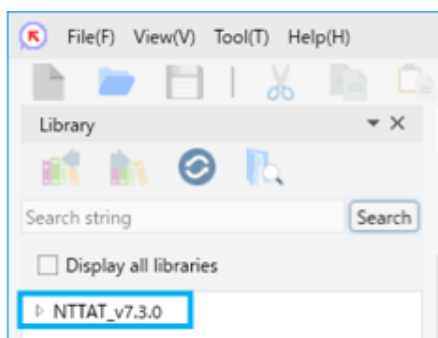 File(F) View(V) Tool(T) Help(H)
Library
Search string Search
Display all libraries
NTTAT_v7.3.0